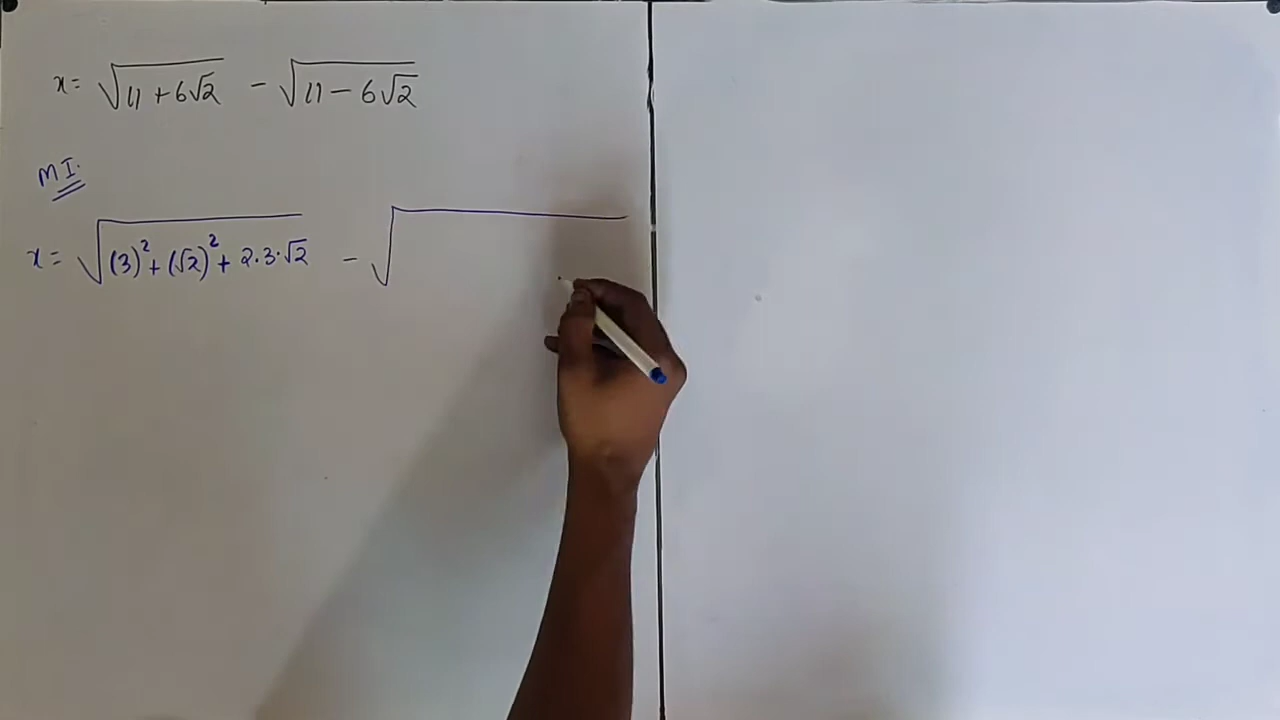 x = √(11 + 6√2) - √(11 - 6√2)
M I.
x = √((3)² + (√2)² + 2·3·√2) - √